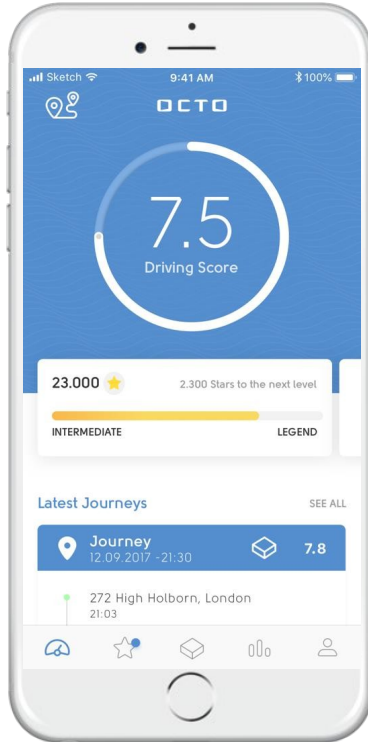 Sketch 9:41 AM 100%
OCTO
7.5
Driving Score
23.000 2.300 Stars to the next level
INTERMEDIATE LEGEND
Latest Journeys SEE ALL
Journey
12.09.2017 -21:30 7.8
272 High Holborn, London
21:03